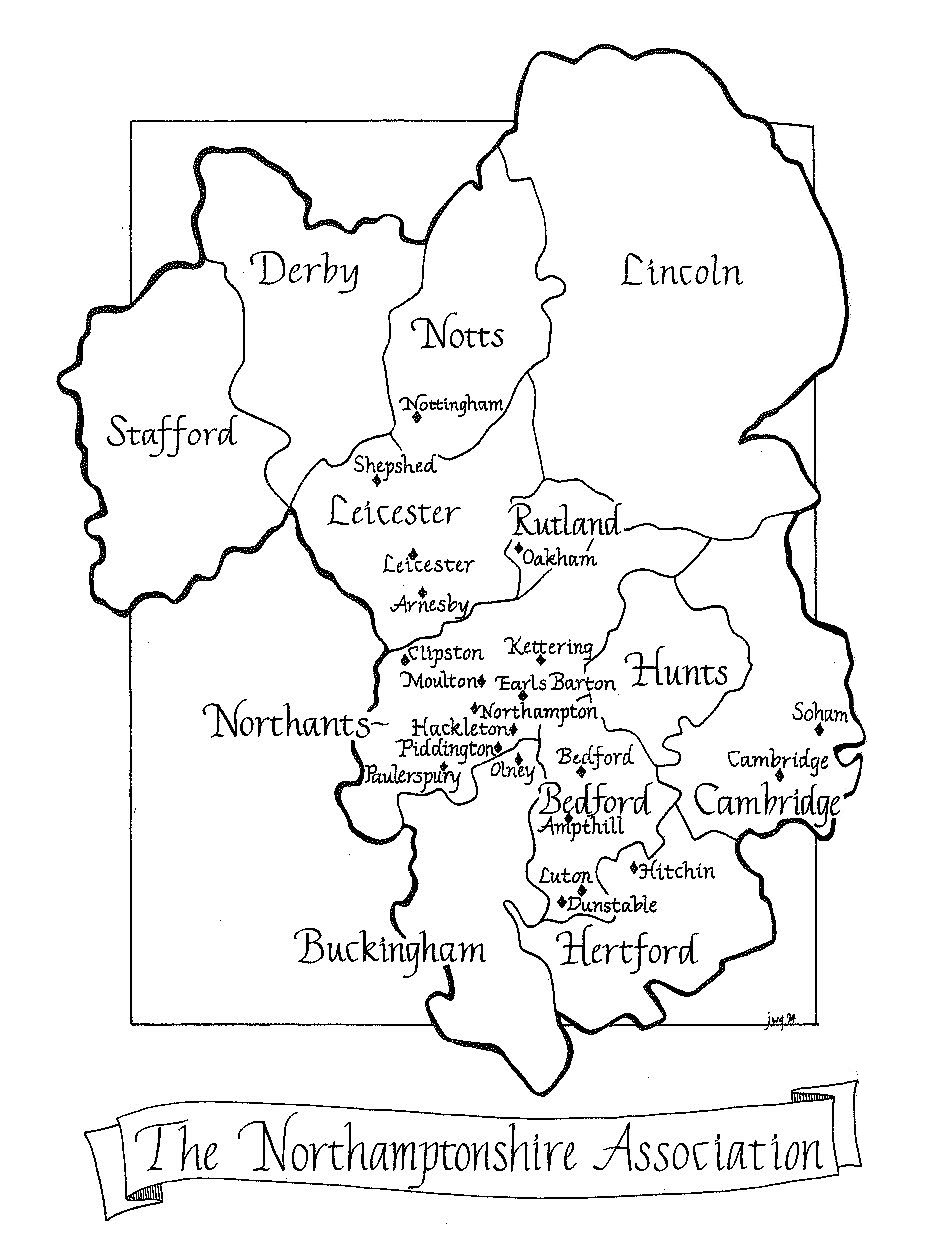 Derby
Lincoln
Notts
Nottingham
Stafford
Shepshed
Leicester
Rutland
Oakham
Leicester
Arnesby
Clipston
Kettering
Hunts
Moulton
Earls Barton
Northants
Northampton
Soham
Hackleton
Piddington
Bedford
Cambridge
Paulerspury
Olney
Bedford
Cambridge
Ampthill
Luton
Hitchin
Dunstable
Buckingham
Hertford
The Northamptonshire Association